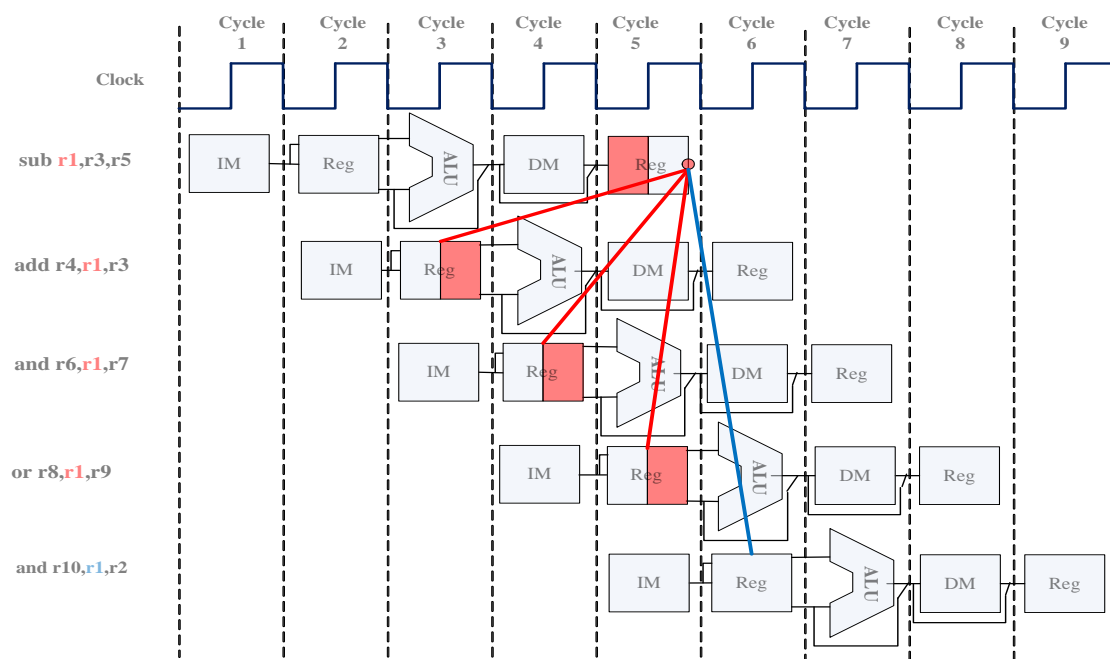 Cycle 1
Cycle 2
Cycle 3
Cycle 4
Cycle 5
Cycle 6
Cycle 7
Cycle 8
Cycle 9
Clock
sub r1,r3,r5
IM
Reg
ALU
DM
Reg
add r4,r1,r3
IM
Reg
ALU
DM
Reg
and r6,r1,r7
IM
Reg
ALU
DM
Reg
or r8,r1,r9
IM
Reg
ALU
DM
Reg
and r10,r1,r2
IM
Reg
ALU
DM
Reg